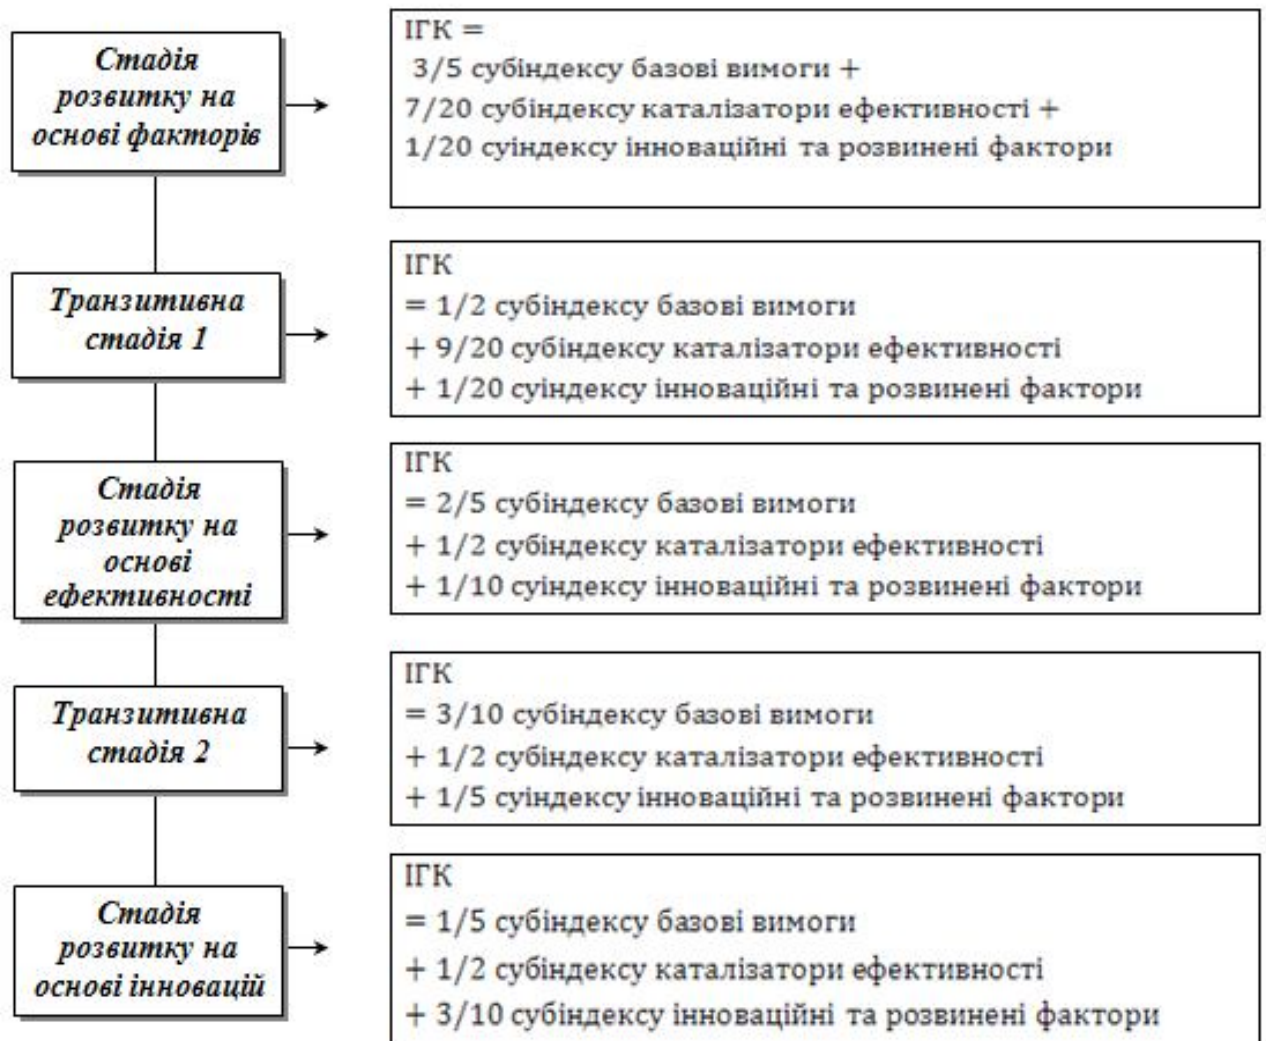 Стадія
розвитку на
основі факторів
ІГК =
3/5 субіндексу базові вимоги +
7/20 субіндексу каталізатори ефективності +
1/20 суіндексу інноваційні та розвинені фактори
Транзитивна
стадія 1
ІГК
= 1/2 субіндексу базові вимоги
+ 9/20 субіндексу каталізатори ефективності
+ 1/20 суіндексу інноваційні та розвинені фактори
Стадія
розвитку на
основі
ефективності
ІГК
= 2/5 субіндексу базові вимоги
+ 1/2 субіндексу каталізатори ефективності
+ 1/10 суіндексу інноваційні та розвинені фактори
Транзитивна
стадія 2
ІГК
= 3/10 субіндексу базові вимоги
+ 1/2 субіндексу каталізатори ефективності
+ 1/5 суіндексу інноваційні та розвинені фактори
Стадія
розвитку на
основі інновацій
ІГК
= 1/5 субіндексу базові вимоги
+ 1/2 субіндексу каталізатори ефективності
+ 3/10 субіндексу інноваційні та розвинені фактори